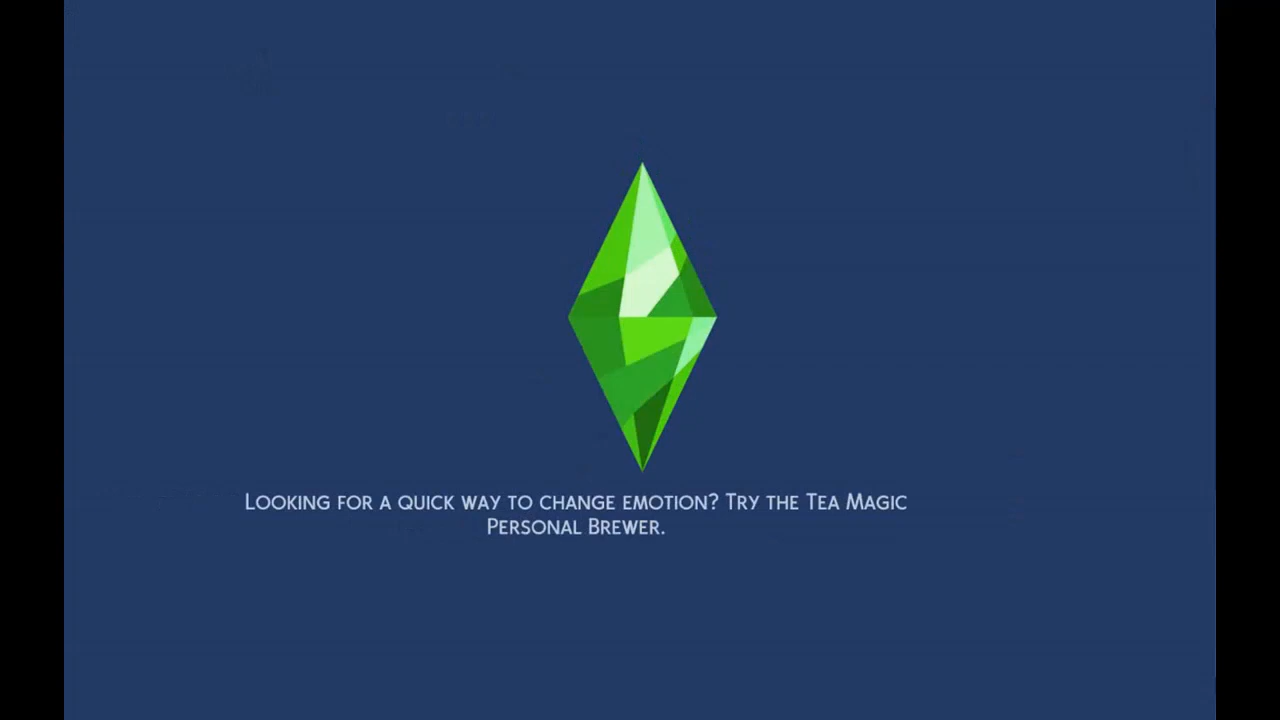 Looking for a quick way to change emotion? Try the Tea Magic
Personal Brewer.